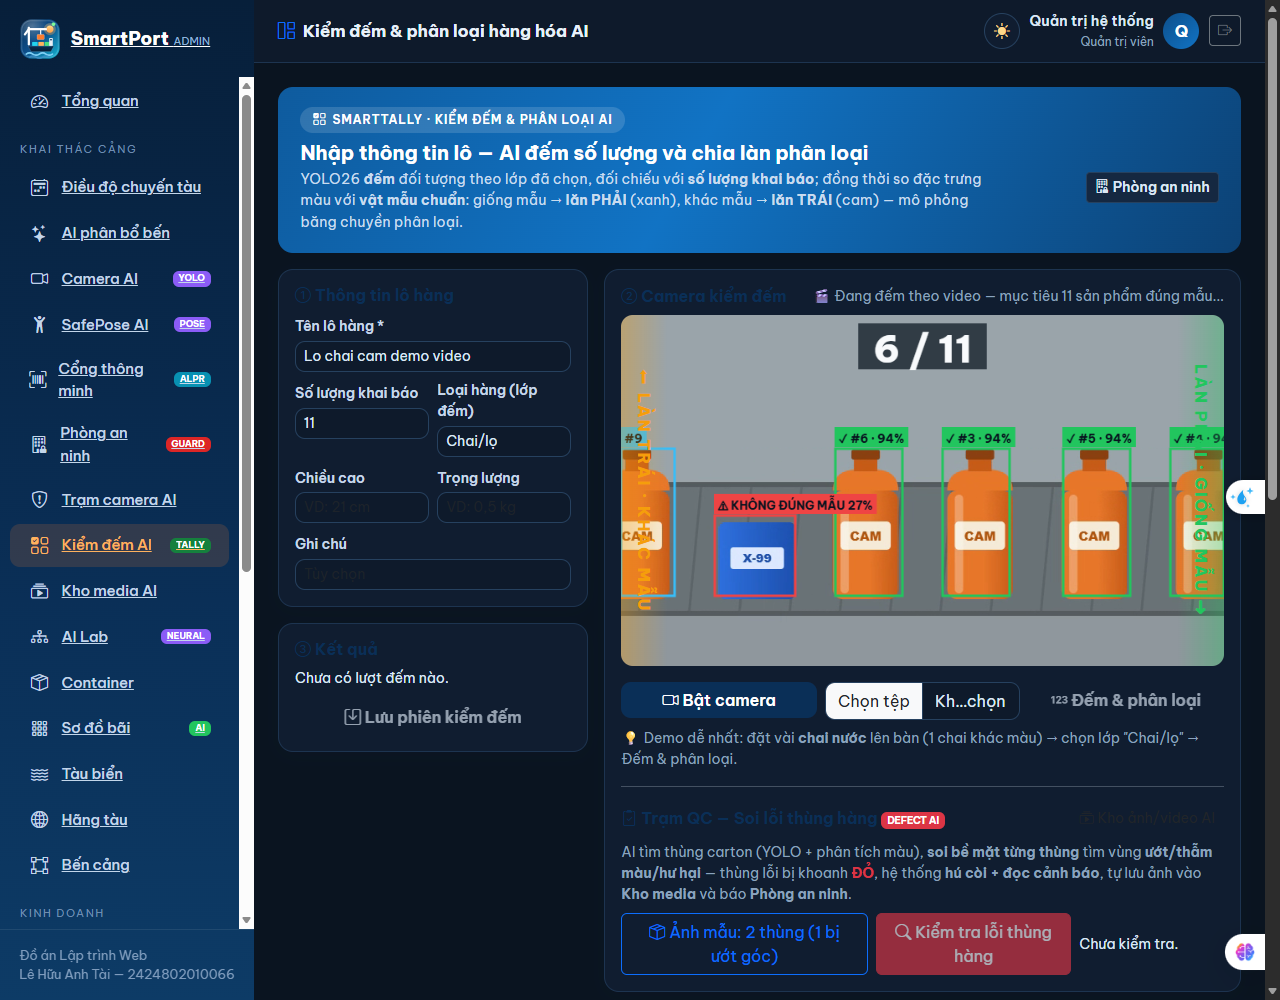 SmartPort ADMIN
Tổng quan
KHAI THÁC CẢNG
Điều độ chuyến tàu
AI phân bổ bến
Camera AI YOLO
SafePose AI POSE
Cổng thông
minh
ALPR
Phòng an
ninh
GUARD
Trạm camera AI
Kiểm đếm AI TALLY
Kho media AI
AI Lab NEURAL
Container
Sơ đồ bãi AI
Tàu biển
Hãng tàu
Bến cảng
KINH DOANH
Đồ án Lập trình Web
Lê Hữu Anh Tài — 2424802010066
Kiểm đếm & phân loại hàng hóa AI
Quản trị hệ thống
Quản trị viên
Q
SMARTTALLY · KIỂM ĐẾM & PHÂN LOẠI AI
Nhập thông tin lô — AI đếm số lượng và chia làn phân loại
YOLO26 đếm đối tượng theo lớp đã chọn, đối chiếu với số lượng khai báo; đồng thời so đặc trưng
màu với vật mẫu chuẩn: giống mẫu → lăn PHẢI (xanh), khác mẫu → lăn TRÁI (cam) — mô phỏng
băng chuyền phân loại.
Phòng an ninh
① Thông tin lô hàng
Tên lô hàng *
Lo chai cam demo video
Số lượng khai báo
11
Loại hàng (lớp
đếm)
Chai/lọ
Chiều cao
VD: 21 cm
Trọng lượng
VD: 0.5 kg
Ghi chú
Tùy chọn
③ Kết quả
Chưa có lượt đếm nào.
Lưu phiên kiểm đếm
② Camera kiểm đếm
🎬 Đang đếm theo video — mục tiêu 11 sản phẩm đúng mẫu...
6 / 11
← LÀN TRÁI · KHÁC MẪU
LÀN PHẢI · GIỐNG MẪU →
#9
✓ #6 · 94%
✓ #3 · 94%
✓ #5 · 94%
⚠ KHÔNG ĐÚNG MẪU 27%
CAM
X-99
CAM
CAM
CAM
CAM
Bật camera
Chọn tệp
Kh...chọn
123 Đếm & phân loại
💡 Demo dễ nhất: đặt vài chai nước lên bàn (1 chai khác màu) → chọn lớp "Chai/lọ" →
Đếm & phân loại.
Trạm QC — Soi lỗi thùng hàng DEFECT AI
Kho ảnh/video AI
AI tìm thùng carton (YOLO + phân tích màu), soi bề mặt từng thùng tìm vùng ướt/thẫm
màu/hư hại — thùng lỗi bị khoanh ĐỎ, hệ thống hú còi + đọc cảnh báo, tự lưu ảnh vào
Kho media và báo Phòng an ninh.
Ảnh mẫu: 2 thùng (1 bị
ướt góc)
Kiểm tra lỗi thùng
hàng
Chưa kiểm tra.